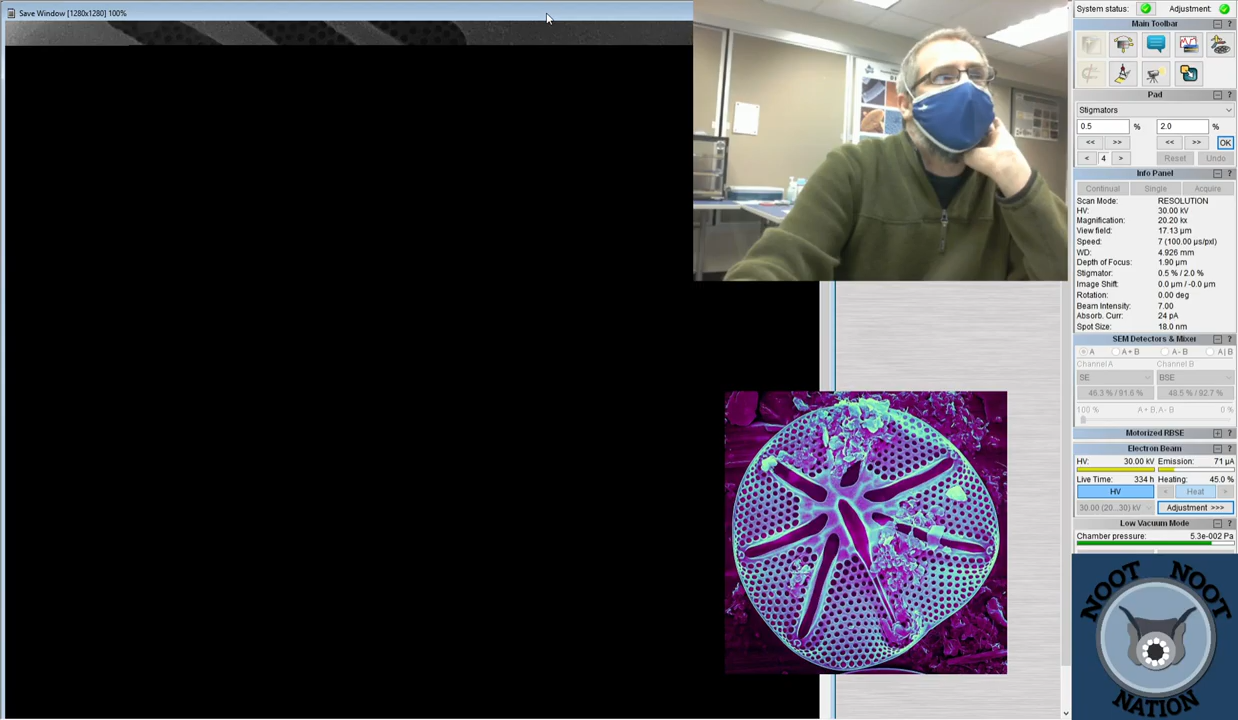 Save Window [1280x1280] 100%
System status: Adjustment:
Main Toolbar
Pad
Stigmators
0.5 % 2.0 %
<< >> << >> OK
< 4 > Reset Undo
Info Panel
Continual Single Acquire
Scan Mode: RESOLUTION
HV: 30.00 kV
Magnification: 20.20 kx
View field: 17.13 µm
Speed: 7 (100.00 µs/pxl)
WD: 4.926 mm
Depth of Focus: 1.90 µm
Stigmator: 0.5 % / 2.0 %
Image Shift: 0.0 µm / -0.0 µm
Rotation: 0.00 deg
Beam Intensity: 7.00
Absorb. Curr: 24 pA
Spot Size: 18.0 nm
SEM Detectors & Mixer
A A+B A-B A|B
Channel A Channel B
SE BSE
46.3 % / 91.6 % 48.5 % / 92.7 %
100 % A+B, A-B 0 %
Motorized RBSE
Electron Beam
HV: 30.00 kV Emission: 71 µA
Live Time: 334 h Heating: 45.0 %
HV < Heat >
30.00 (20...30) kV Adjustment >>>
Low Vacuum Mode
Chamber pressure: 5.3e-002 Pa
NOOT NOOT
NATION